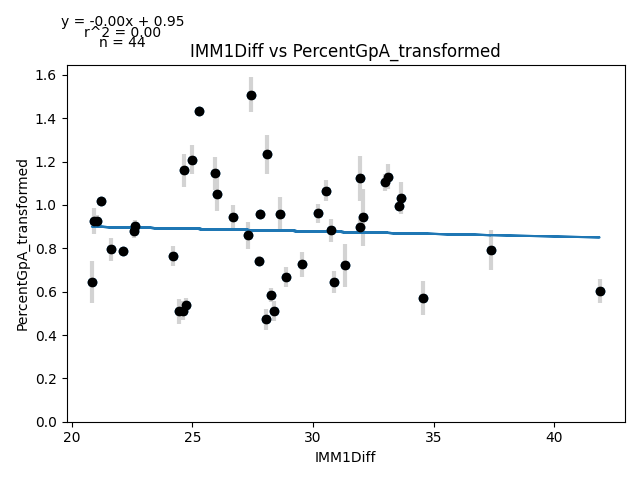 y = -0.00x + 0.95
r^2 = 0.00
n = 44
IMM1Diff vs PercentGpA_transformed
PercentGpA_transformed
1.6
1.4
1.2
1.0
0.8
0.6
0.4
0.2
0.0
20 25 30 35 40
IMM1Diff